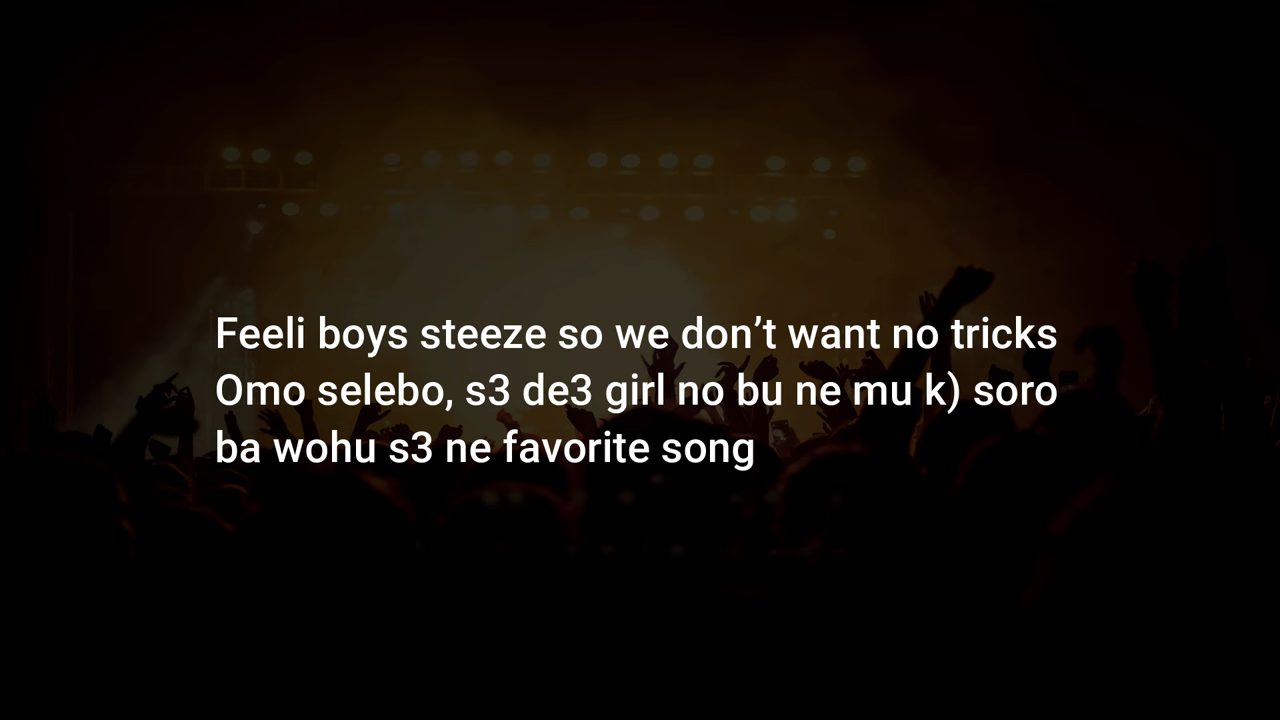 Feeli boys steeze so we don’t want no tricks
Omo selebo, s3 de3 girl no bu ne mu k) soro
ba wohu s3 ne favorite song